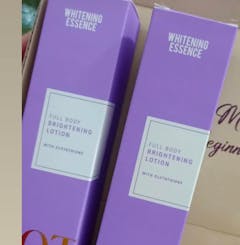 WHITENING
ESSENCE
FULL BODY
BRIGHTENING
LOTION
WITH GLUTATHIONE
WHITENING
ESSENCE
FULL BODY
BRIGHTENING
LOTION
WITH GLUTATHIONE